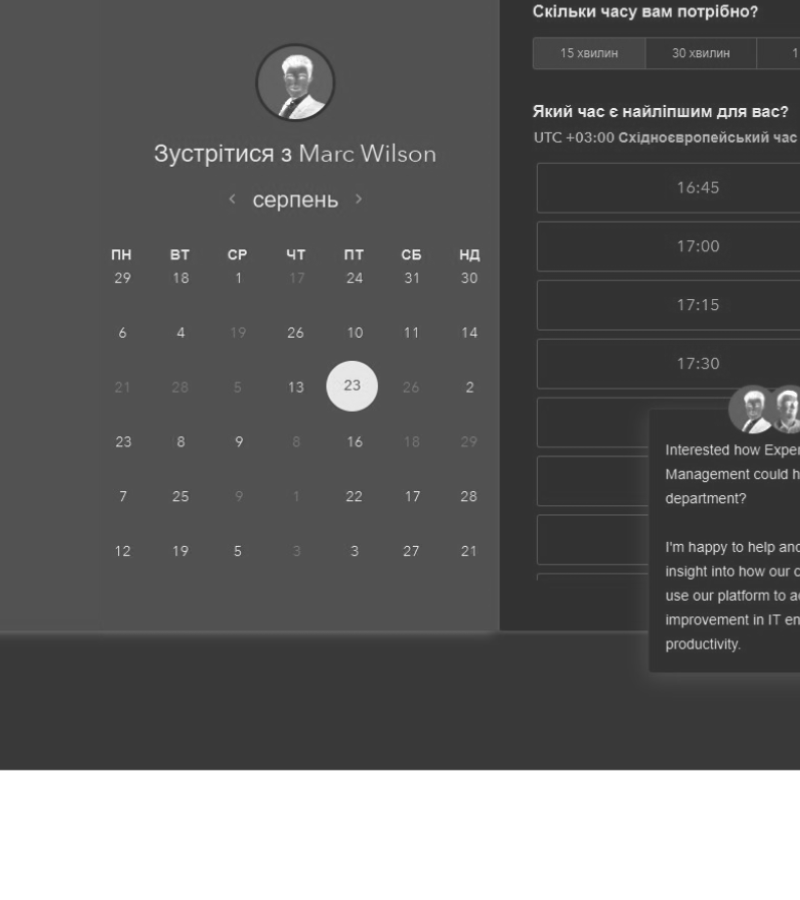 Зустрітися з Marc Wilson
серпень
ПН ВТ СР ЧТ ПТ СБ НД
29 18 1 17 24 31 30
6 4 19 26 10 11 14
21 28 5 13 23 26 2
23 8 9 8 16 18 29
7 25 9 1 22 17 28
12 19 5 3 3 27 21
Скільки часу вам потрібно?
15 хвилин 30 хвилин 1
Який час є найліпшим для вас?
UTC +03:00 Східноєвропейський час
16:45
17:00
17:15
17:30
Interested how Exper
Management could h
department?
I'm happy to help and
insight into how our c
use our platform to a
improvement in IT en
productivity.